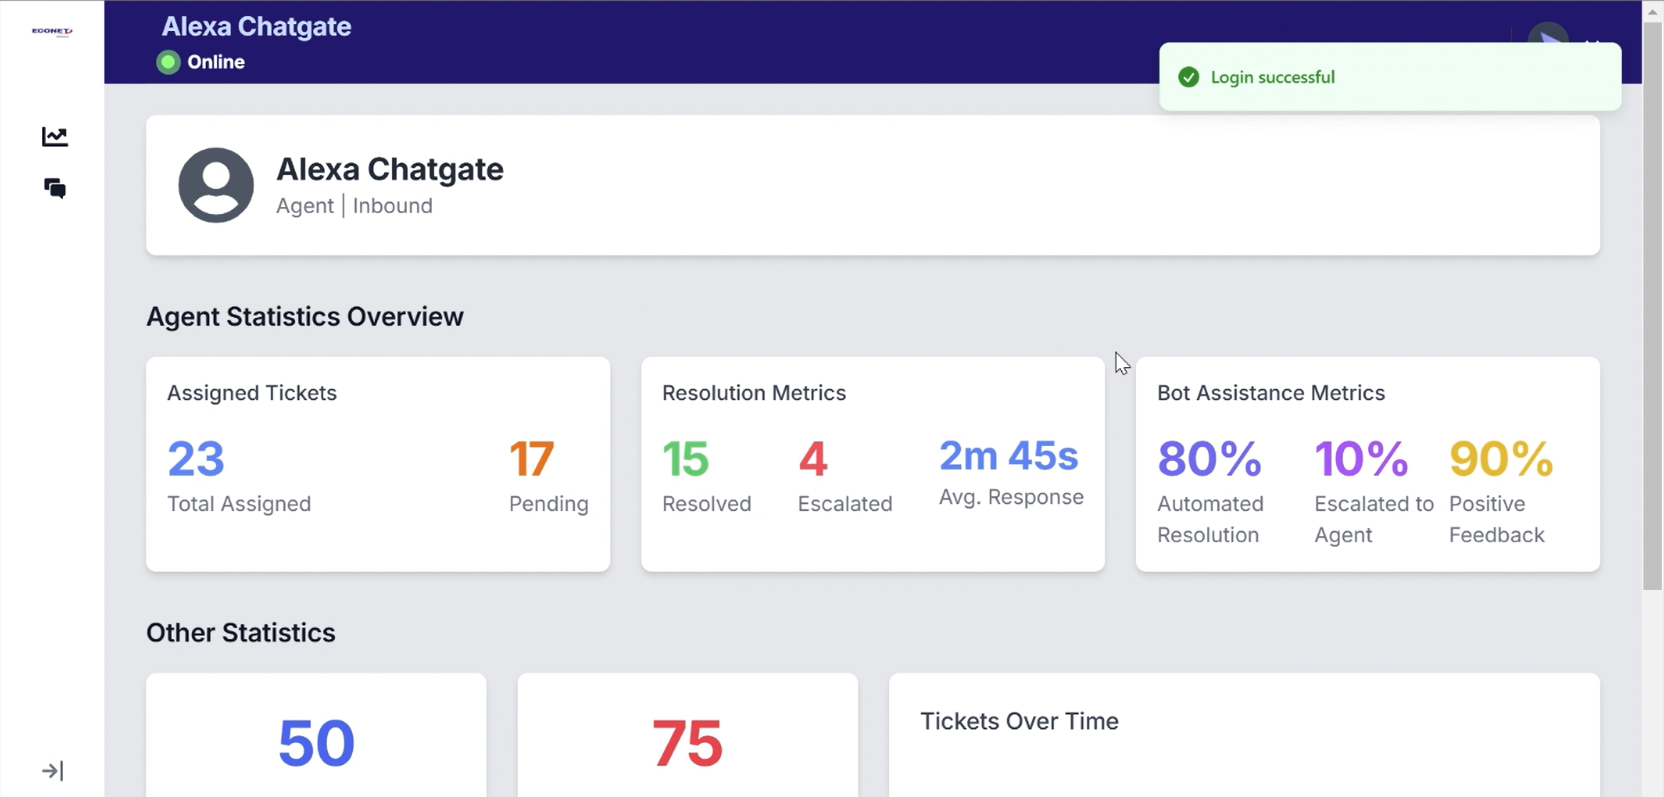 ECONET
Alexa Chatgate
Online
Login successful
Alexa Chatgate
Agent | Inbound
Agent Statistics Overview
Assigned Tickets
23
Total Assigned
17
Pending
Resolution Metrics
15
Resolved
4
Escalated
2m 45s
Avg. Response
Bot Assistance Metrics
80%
Automated
Resolution
10%
Escalated to
Agent
90%
Positive
Feedback
Other Statistics
50
75
Tickets Over Time